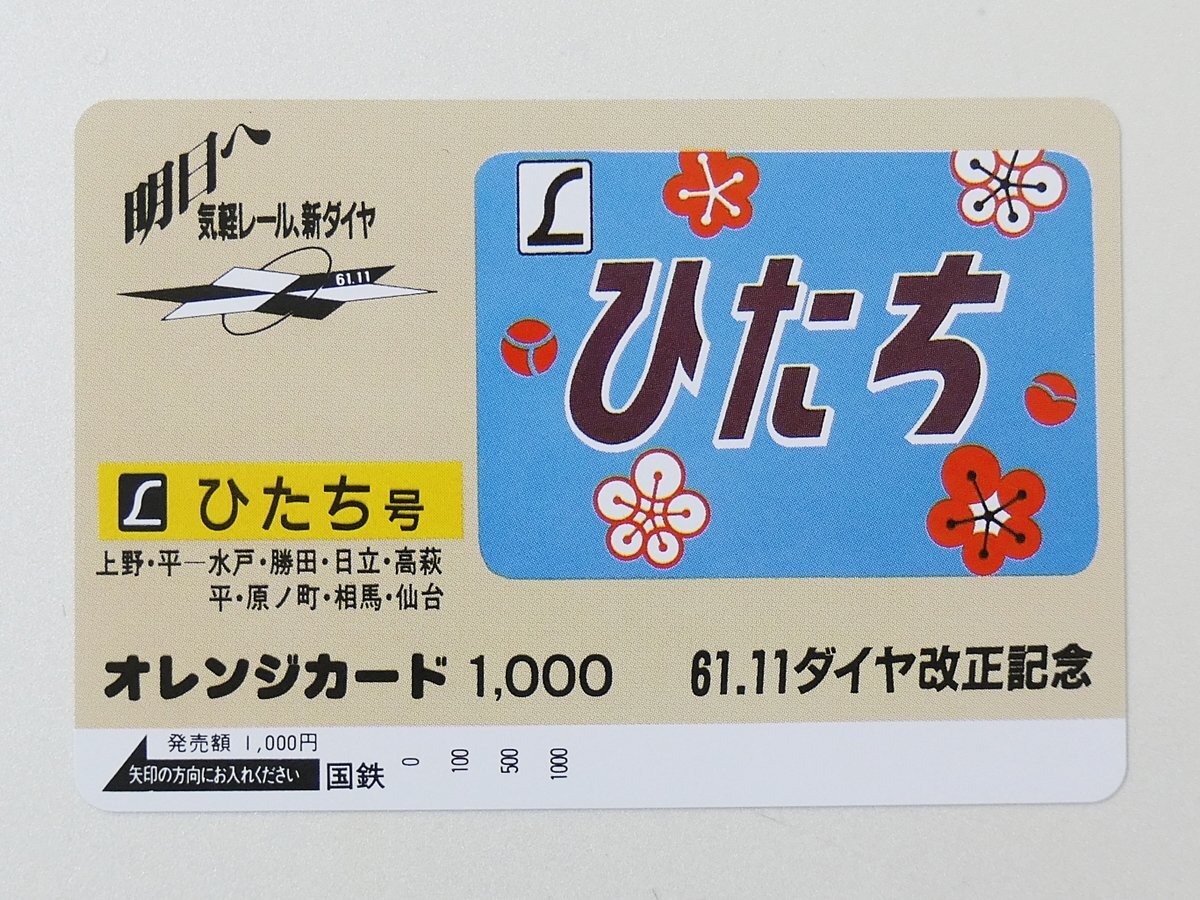 明日へ
気軽レール、新ダイヤ
61.11
L
ひたち
L ひたち号
上野・平―水戸・勝田・日立・高萩
平・原ノ町・相馬・仙台
オレンジカード 1,000
61.11ダイヤ改正記念
発売額 1,000円
矢印の方向にお入れください
国鉄
0 100 500 1000